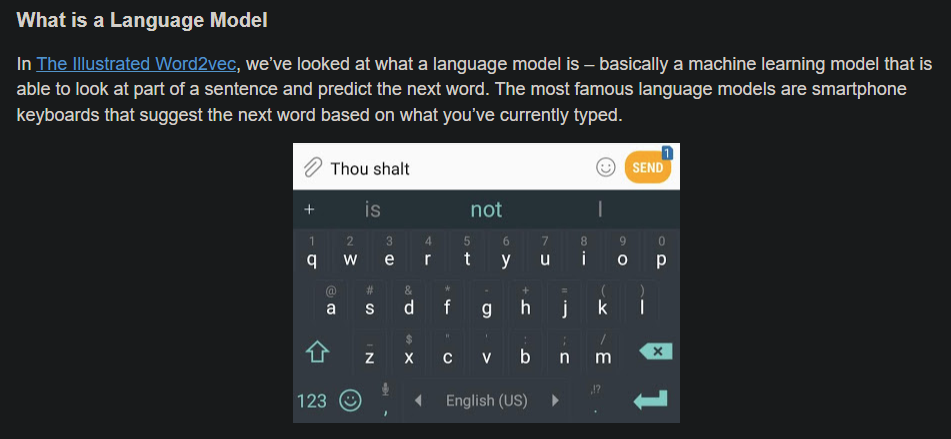 What is a Language Model
In The Illustrated Word2vec, we’ve looked at what a language model is – basically a machine learning model that is
able to look at part of a sentence and predict the next word. The most famous language models are smartphone
keyboards that suggest the next word based on what you’ve currently typed.
Thou shalt
SEND 1
+ is not I
1 2 3 4 5 6 7 8 9 0
q w e r t y u i o p
@ # & * - + = ( )
a s d f g h j k l
_ $ " ' : ; /
z x c v b n m
123 , English (US) ,!? .